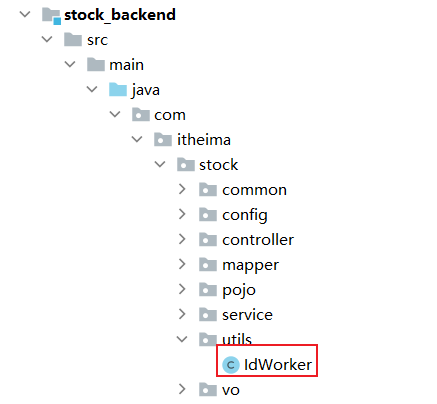 stock_backend
src
main
java
com
itheima
stock
common
config
controller
mapper
pojo
service
utils
IdWorker
vo